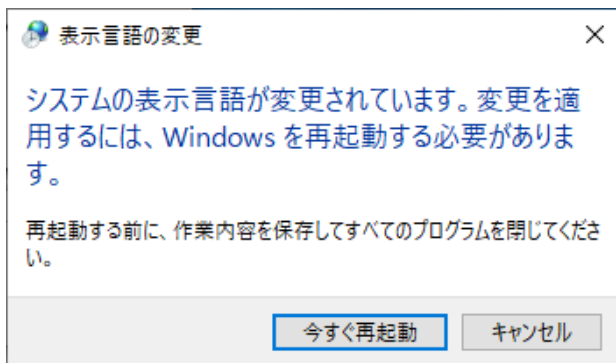 表示言語の変更
システムの表示言語が変更されています。変更を適
用するには、Windows を再起動する必要がありま
す。
再起動する前に、作業内容を保存してすべてのプログラムを閉じてくださ
い。
今すぐ再起動 キャンセル